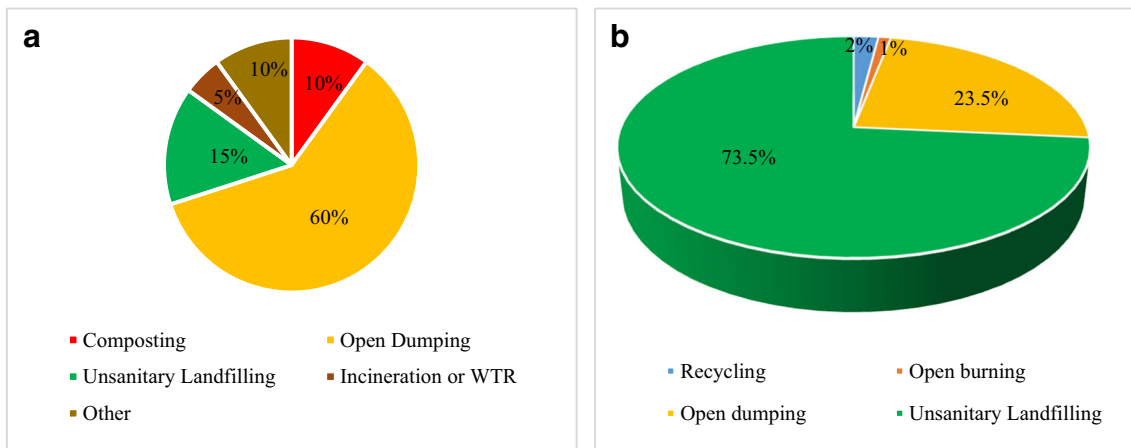 a
10%
10%
5%
15%
60%
Composting
Open Dumping
Unsanitary Landfilling
Incineration or WTR
Other
b
2%
1%
23.5%
73.5%
Recycling
Open burning
Open dumping
Unsanitary Landfilling